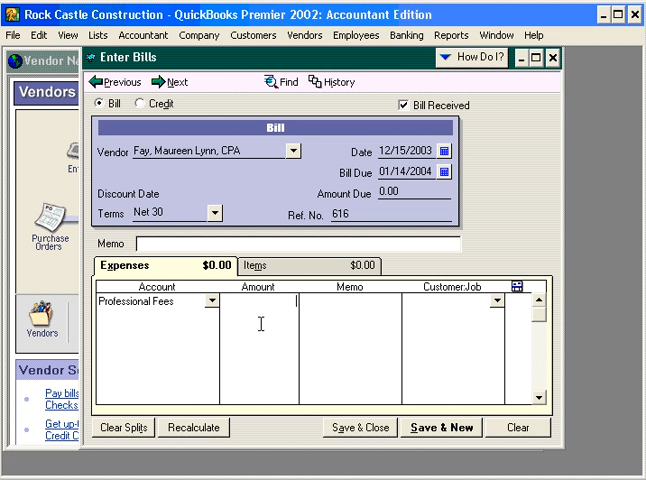 Rock Castle Construction - QuickBooks Premier 2002: Accountant Edition
File Edit View Lists Accountant Company Customers Vendors Employees Banking Reports Window Help
Vendor Na
Enter Bills
How Do I?
Previous Next Find History
Vendors
Bill Credit Bill Received
Bill
Vendor Fay, Maureen Lynn, CPA Date 12/15/2003
Bill Due 01/14/2004
Discount Date Amount Due 0.00
Terms Net 30 Ref. No. 616
Ent
Purchase
Orders
Memo
Expenses $0.00 Items $0.00
Account Amount Memo Customer:Job
Professional Fees
Vendors
Vendor S
Pay bills
Checks
Get up-
Credit C
Clear Splits Recalculate Save & Close Save & New Clear